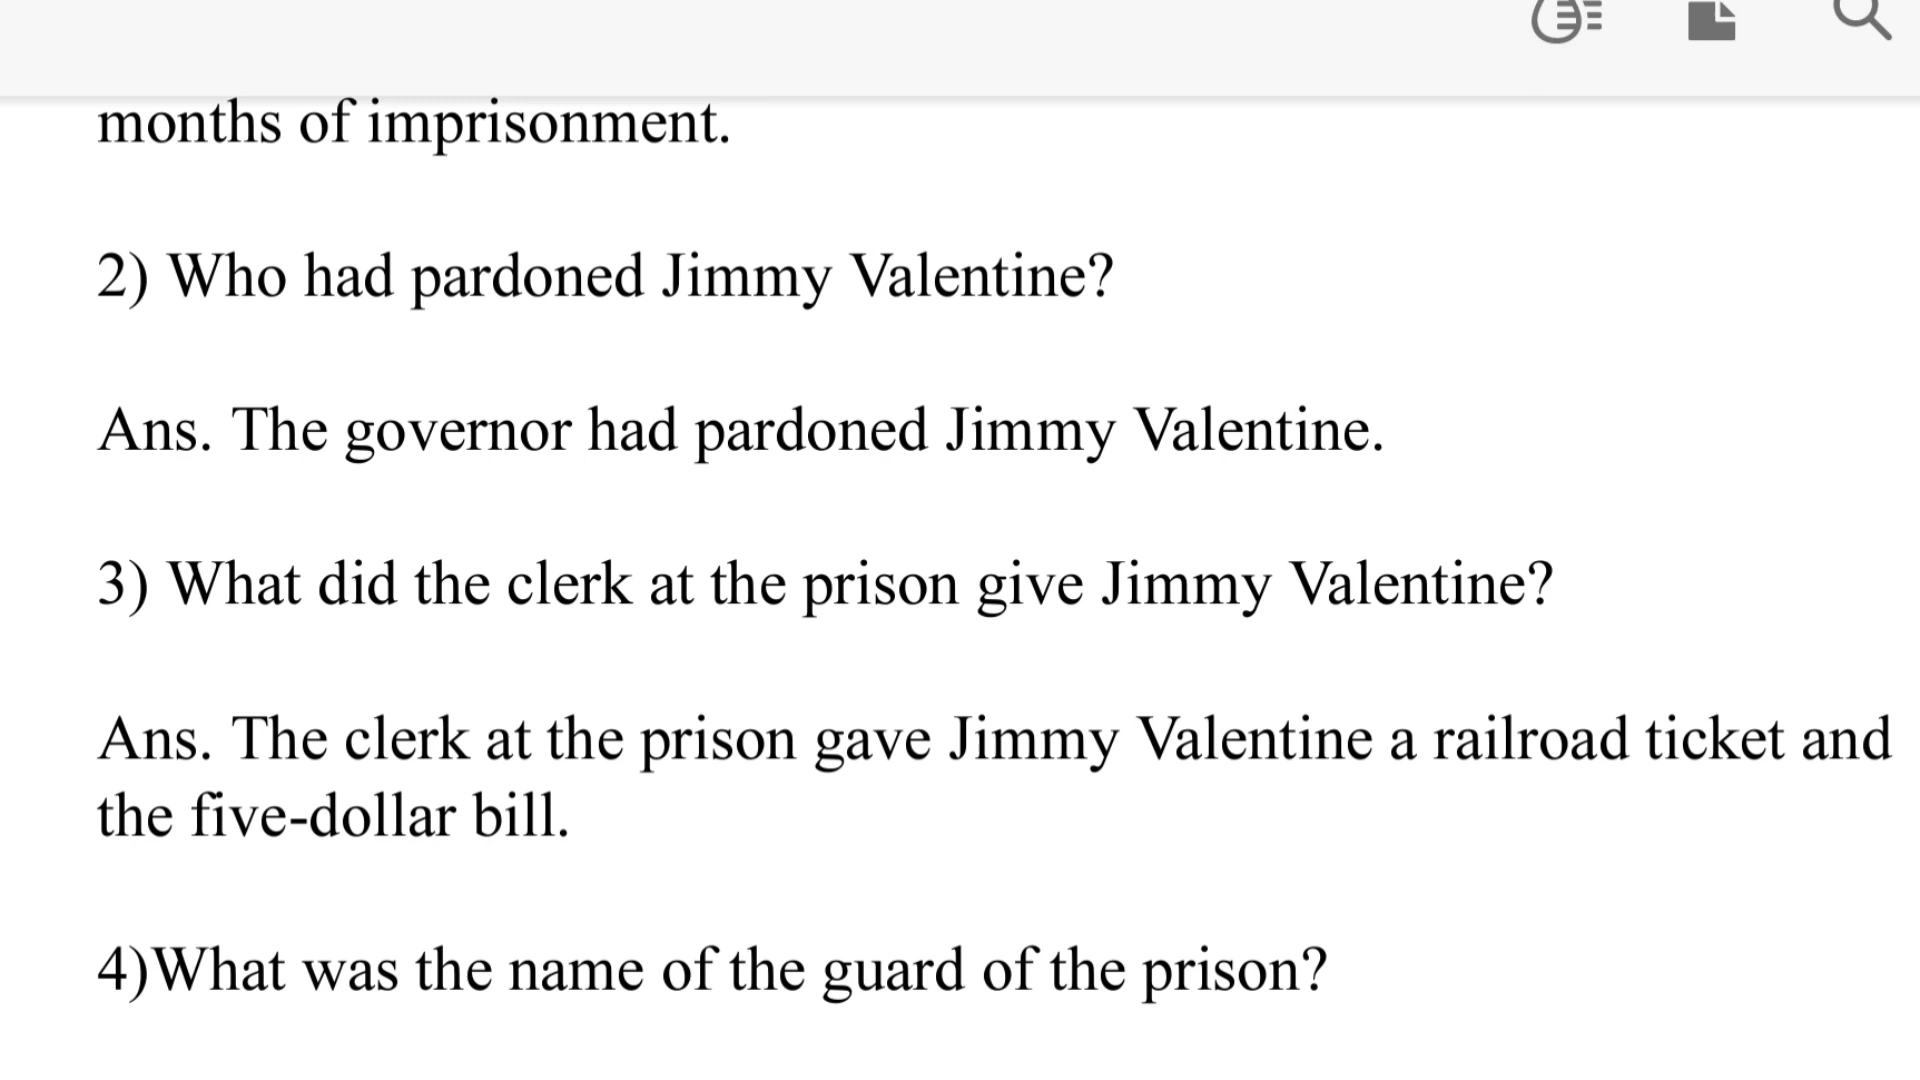 months of imprisonment.
2) Who had pardoned Jimmy Valentine?
Ans. The governor had pardoned Jimmy Valentine.
3) What did the clerk at the prison give Jimmy Valentine?
Ans. The clerk at the prison gave Jimmy Valentine a railroad ticket and
the five-dollar bill.
4)What was the name of the guard of the prison?